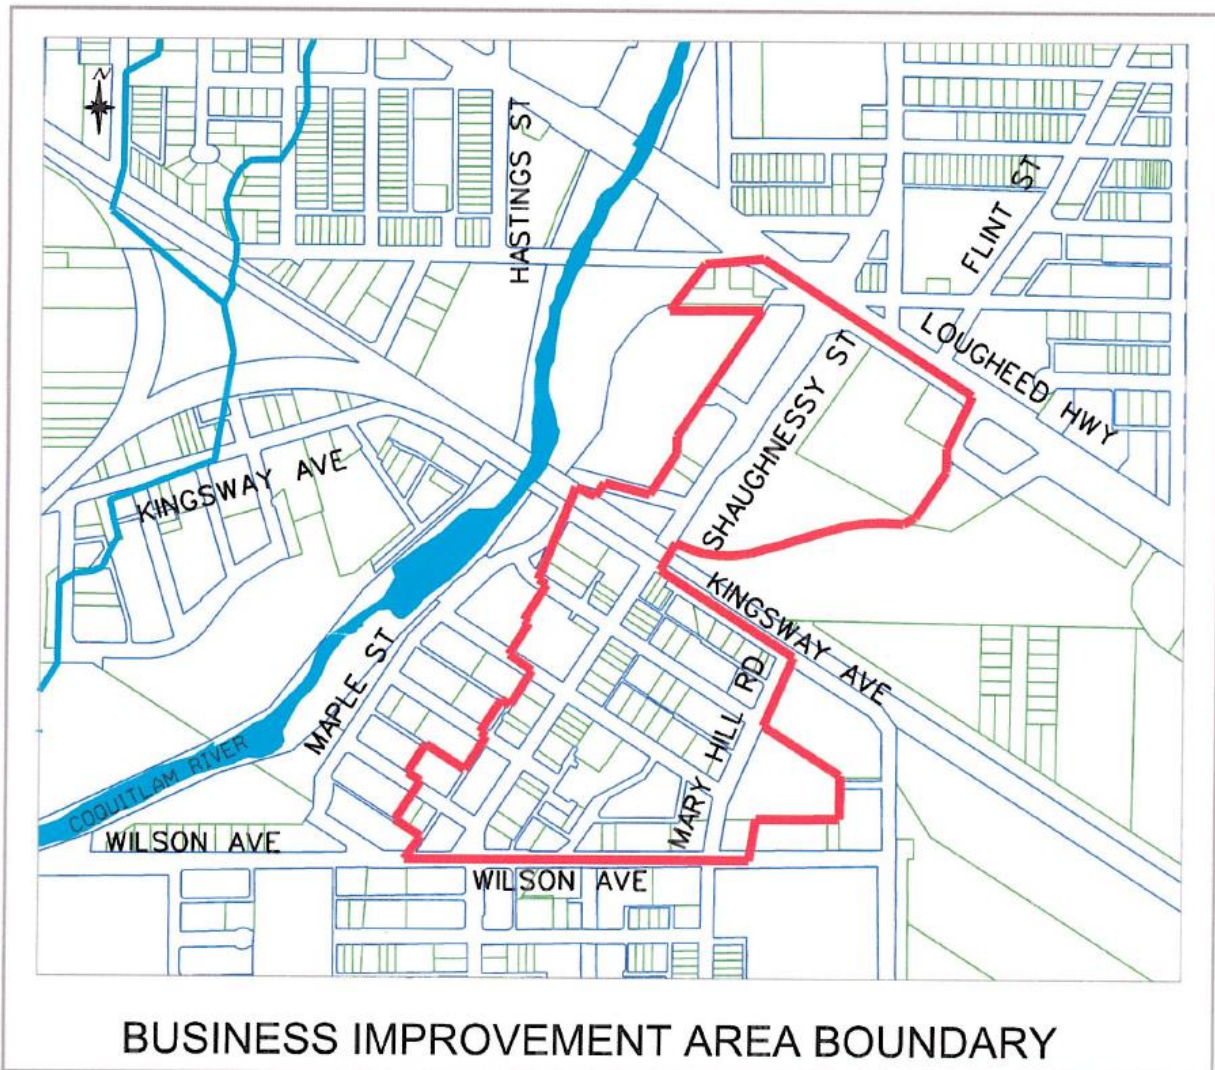 N
HASTINGS ST
FLINT ST
LOUGHEED HWY
SHAUGHNESSY ST
KINGSWAY AVE
KINGSWAY AVE
MAPLE ST
MARY HILL RD
COQUITLAM RIVER
WILSON AVE
WILSON AVE
BUSINESS IMPROVEMENT AREA BOUNDARY